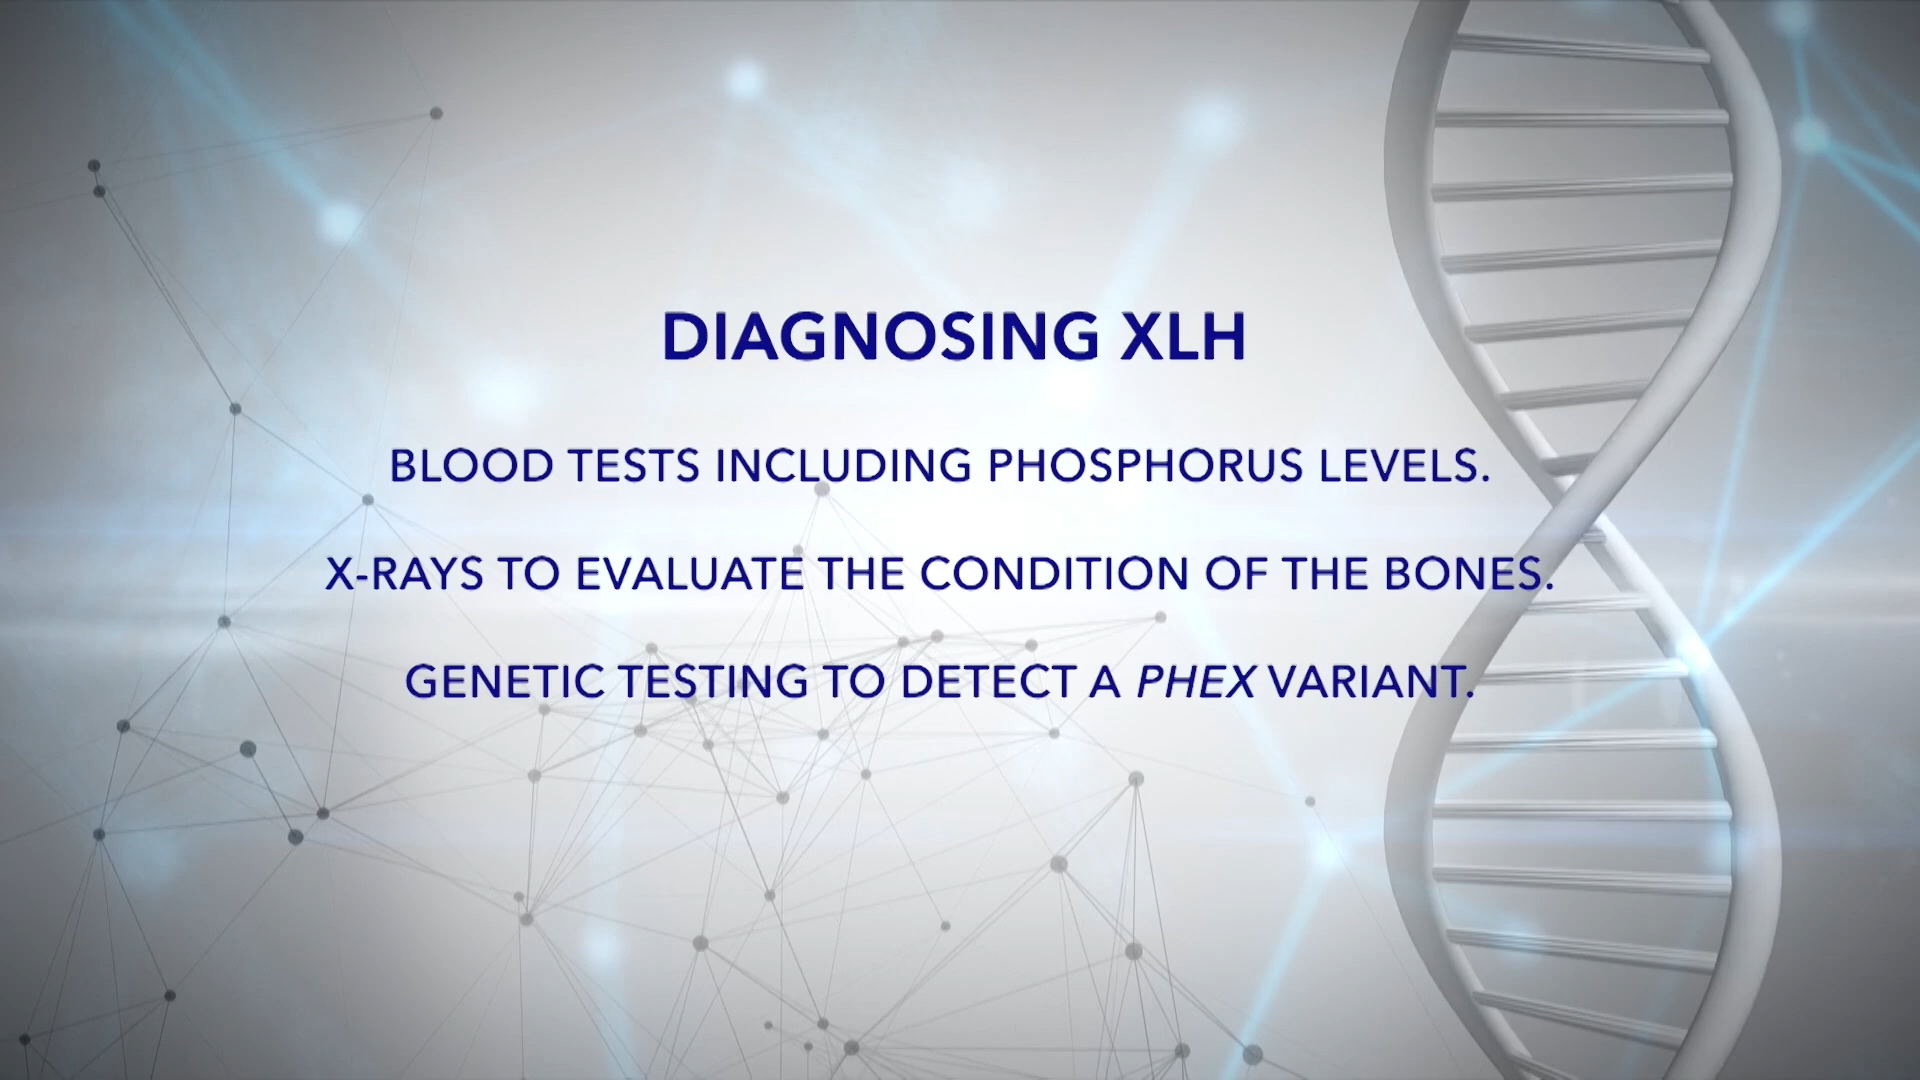 DIAGNOSING XLH
BLOOD TESTS INCLUDING PHOSPHORUS LEVELS.
X-RAYS TO EVALUATE THE CONDITION OF THE BONES.
GENETIC TESTING TO DETECT A PHEX VARIANT.